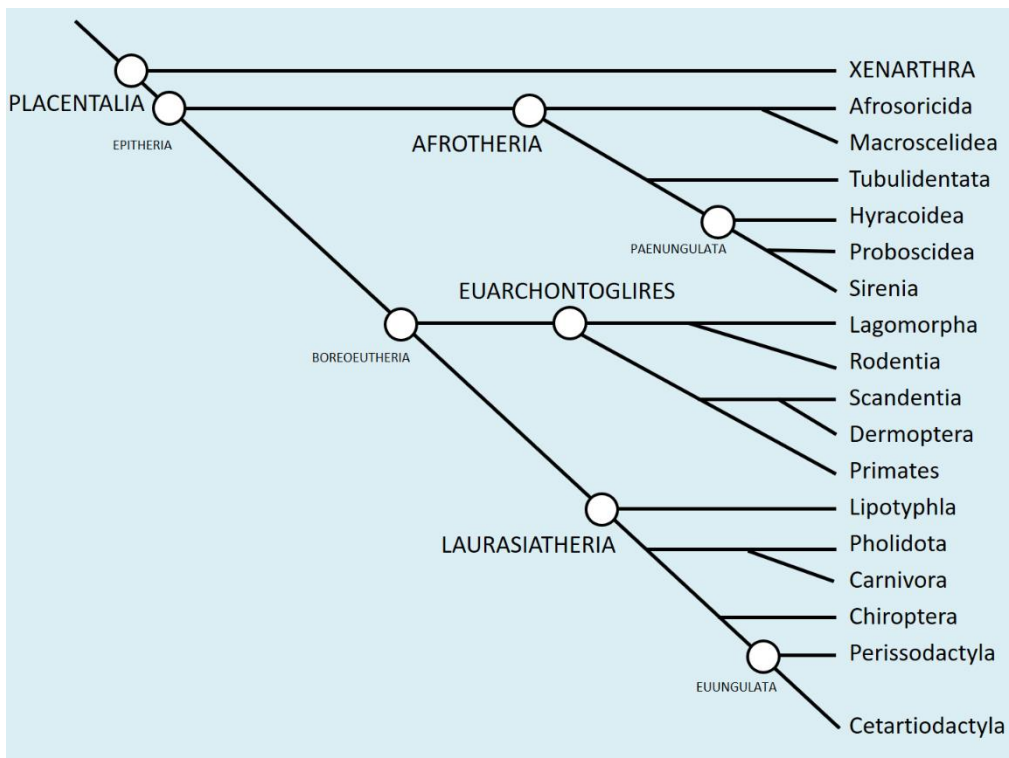 XENARTHRA
PLACENTALIA
Afrosoricida
EPITHERIA
AFROTHERIA
Macroscelidea
Tubulidentata
Hyracoidea
PAENUNGULATA
Proboscidea
Sirenia
EUARCHONTOGLIRES
Lagomorpha
BOREOEUTHERIA
Rodentia
Scandentia
Dermoptera
Primates
Lipotyphla
LAURASIATHERIA
Pholidota
Carnivora
Chiroptera
Perissodactyla
EUUNGULATA
Cetartiodactyla